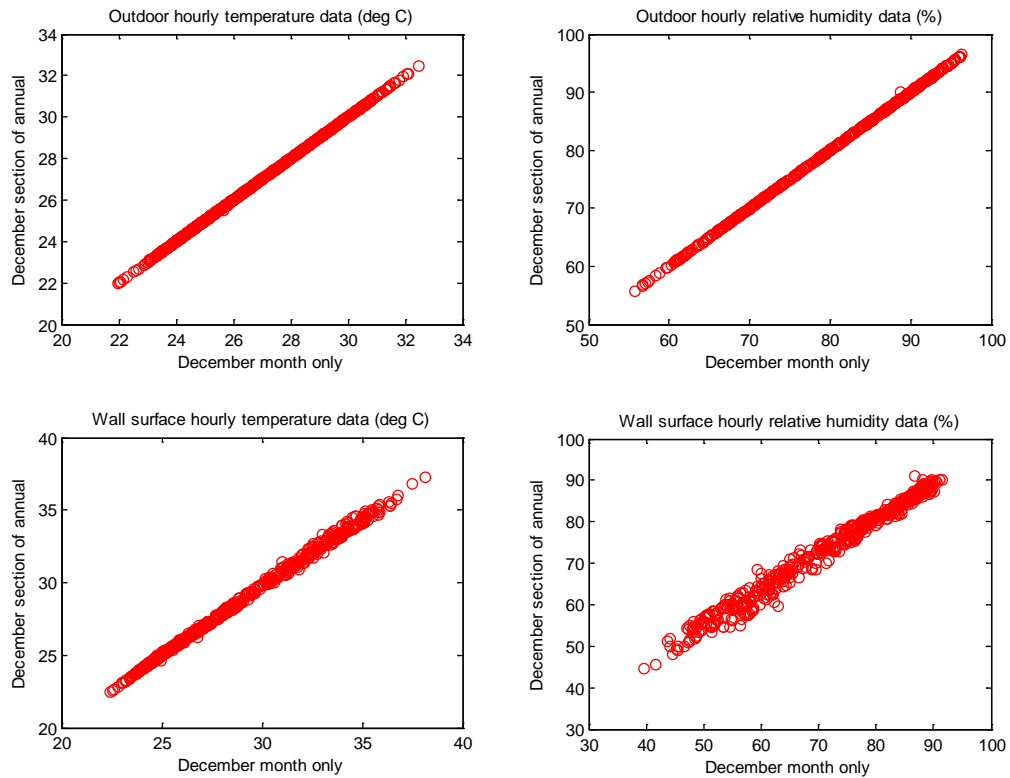 Outdoor hourly temperature data (deg C)
34
32
30
28
26
24
22
20
20 22 24 26 28 30 32 34
December section of annual
December month only
Outdoor hourly relative humidity data (%)
100
90
80
70
60
50
50 60 70 80 90 100
December section of annual
December month only
Wall surface hourly temperature data (deg C)
40
35
30
25
20
20 25 30 35 40
December section of annual
December month only
Wall surface hourly relative humidity data (%)
100
90
80
70
60
50
40
30
30 40 50 60 70 80 90 100
December section of annual
December month only